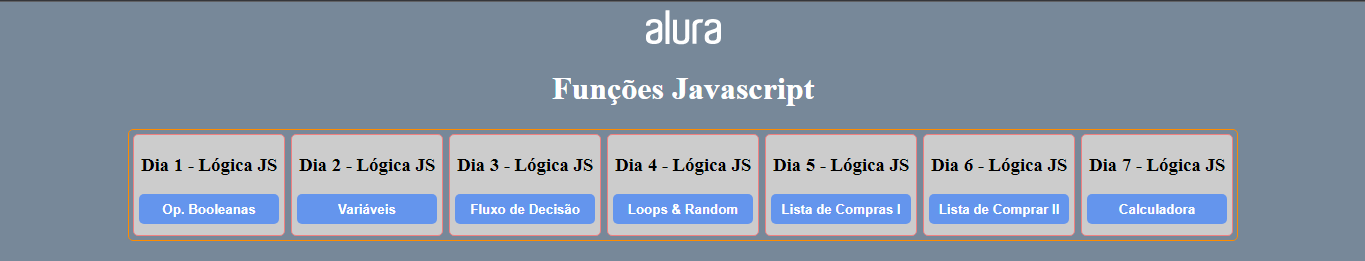 alura
Funções Javascript
Dia 1 - Lógica JS
Op. Booleanas
Dia 2 - Lógica JS
Variáveis
Dia 3 - Lógica JS
Fluxo de Decisão
Dia 4 - Lógica JS
Loops & Random
Dia 5 - Lógica JS
Lista de Compras I
Dia 6 - Lógica JS
Lista de Comprar II
Dia 7 - Lógica JS
Calculadora